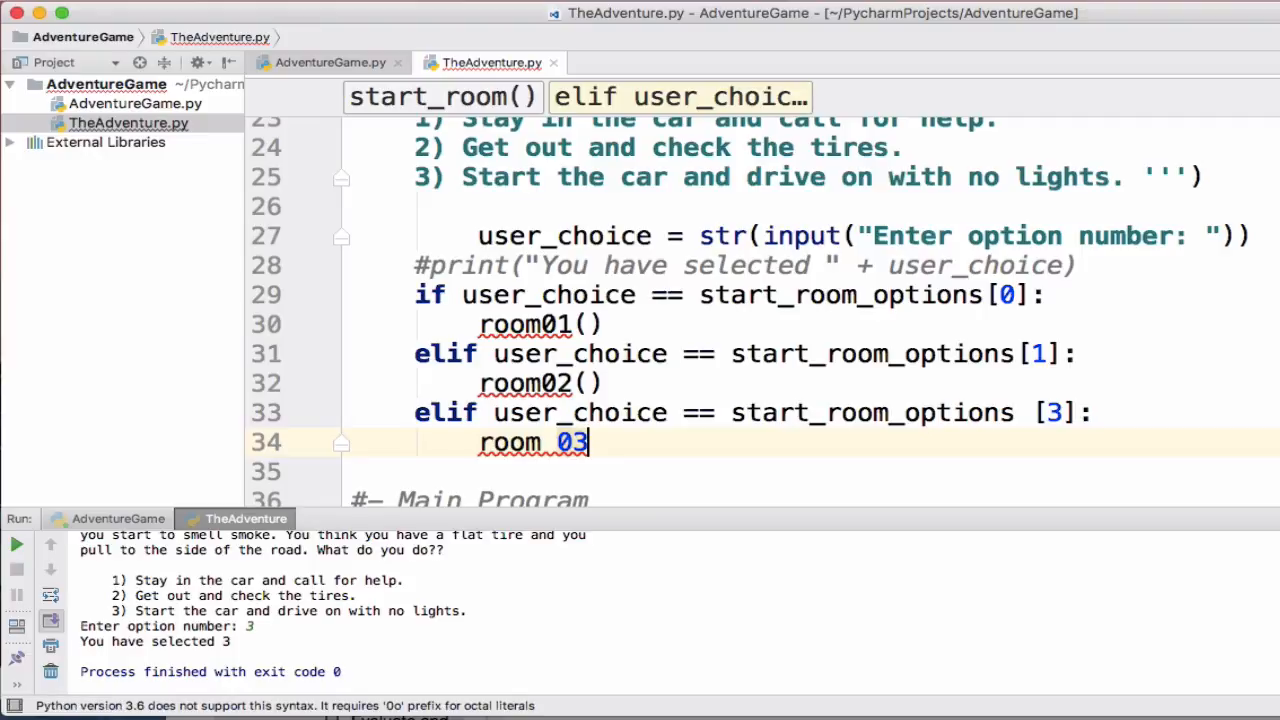 TheAdventure.py - AdventureGame - [~/PycharmProjects/AdventureGame]
AdventureGame TheAdventure.py
Project AdventureGame.py × TheAdventure.py ×
AdventureGame ~/Pycharm
AdventureGame.py
TheAdventure.py
External Libraries
start_room() elif user_choic…
23 1) Stay in the car and call for help.
24 2) Get out and check the tires.
25 3) Start the car and drive on with no lights. ''')
26
27 user_choice = str(input("Enter option number: "))
28 #print("You have selected " + user_choice)
29 if user_choice == start_room_options[0]:
30 room01()
31 elif user_choice == start_room_options[1]:
32 room02()
33 elif user_choice == start_room_options [3]:
34 room 03
35
36 #— Main Program
Run: AdventureGame TheAdventure
you start to smell smoke. You think you have a flat tire and you
pull to the side of the road. What do you do??
1) Stay in the car and call for help.
2) Get out and check the tires.
3) Start the car and drive on with no lights.
Enter option number: 3
You have selected 3
Process finished with exit code 0
Python version 3.6 does not support this syntax. It requires '0o' prefix for octal literals